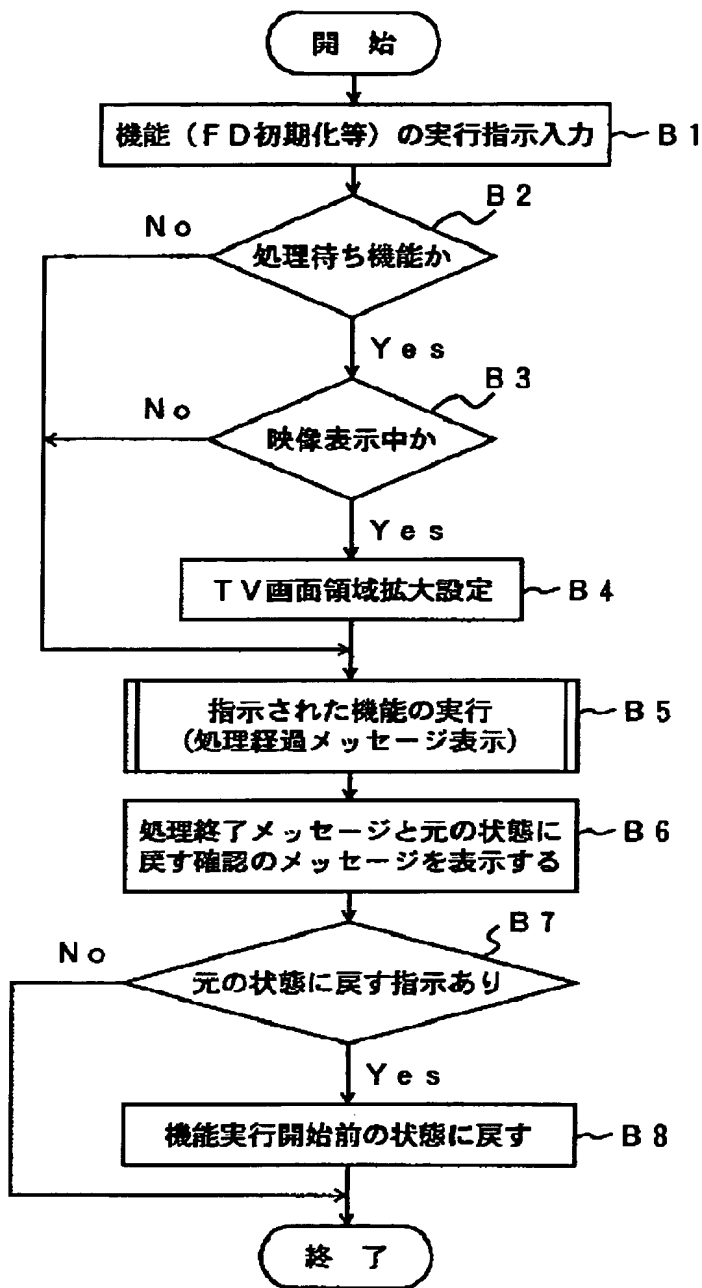 開 始
機能（ＦＤ初期化等）の実行指示入力
Ｂ１
Ｂ２
Ｎｏ
処理待ち機能か
Ｙｅｓ
Ｂ３
Ｎｏ
映像表示中か
Ｙｅｓ
ＴＶ画面領域拡大設定
Ｂ４
指示された機能の実行
（処理経過メッセージ表示）
Ｂ５
処理終了メッセージと元の状態に
戻す確認のメッセージを表示する
Ｂ６
Ｂ７
Ｎｏ
元の状態に戻す指示あり
Ｙｅｓ
機能実行開始前の状態に戻す
Ｂ８
終 了